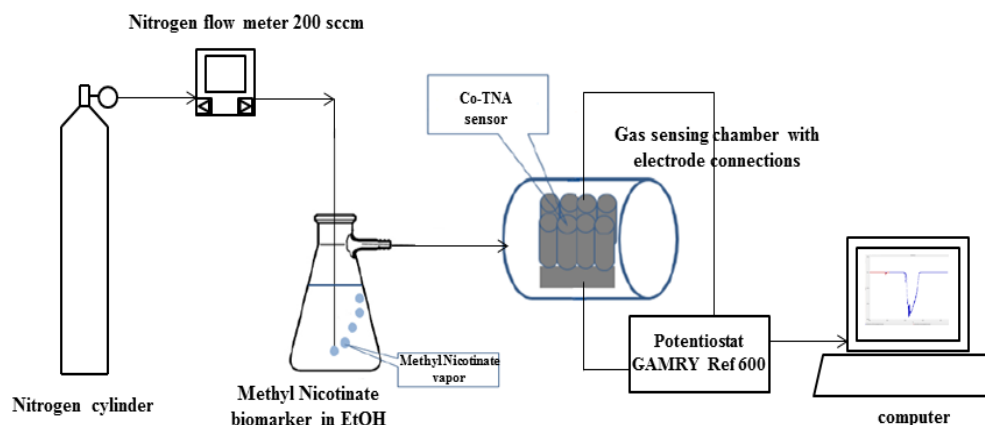 Nitrogen flow meter 200 sccm
Co-TNA
sensor
Gas sensing chamber with
electrode connections
Methyl Nicotinate
vapor
Potentiostat
GAMRY Ref 600
Nitrogen cylinder
Methyl Nicotinate
biomarker in EtOH
computer